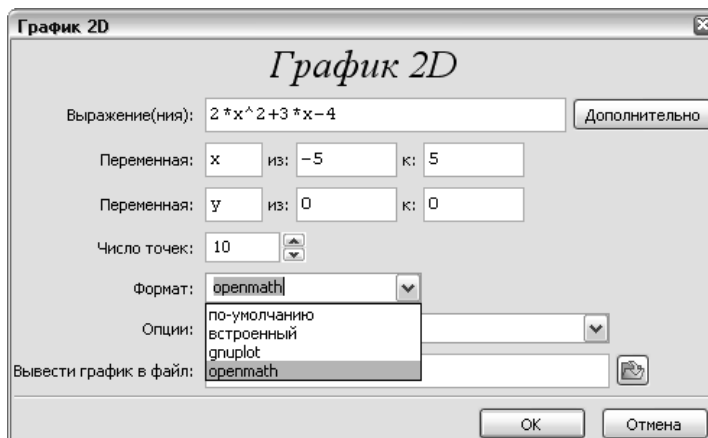 График 2D
График 2D
Выражение(ния): 2*x^2+3*x-4 Дополнительно
Переменная: x из: -5 к: 5
Переменная: y из: 0 к: 0
Число точек: 10
Формат: openmath
по-умолчанию
Опции: встроенный
gnuplot
Вывести график в файл: openmath
OK Отмена